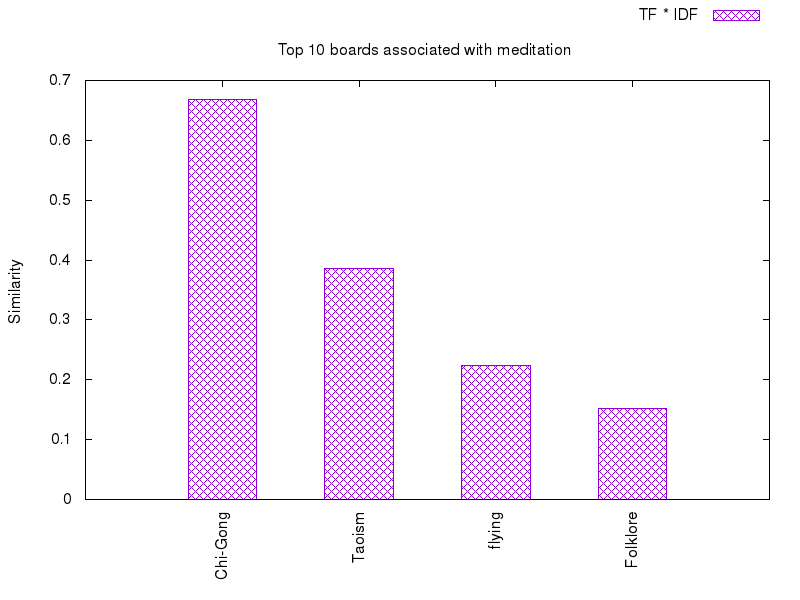 TF * IDF
Top 10 boards associated with meditation
0.7
0.6
0.5
0.4
0.3
0.2
0.1
0
Similarity
Chi-Gong
Taoism
flying
Folklore